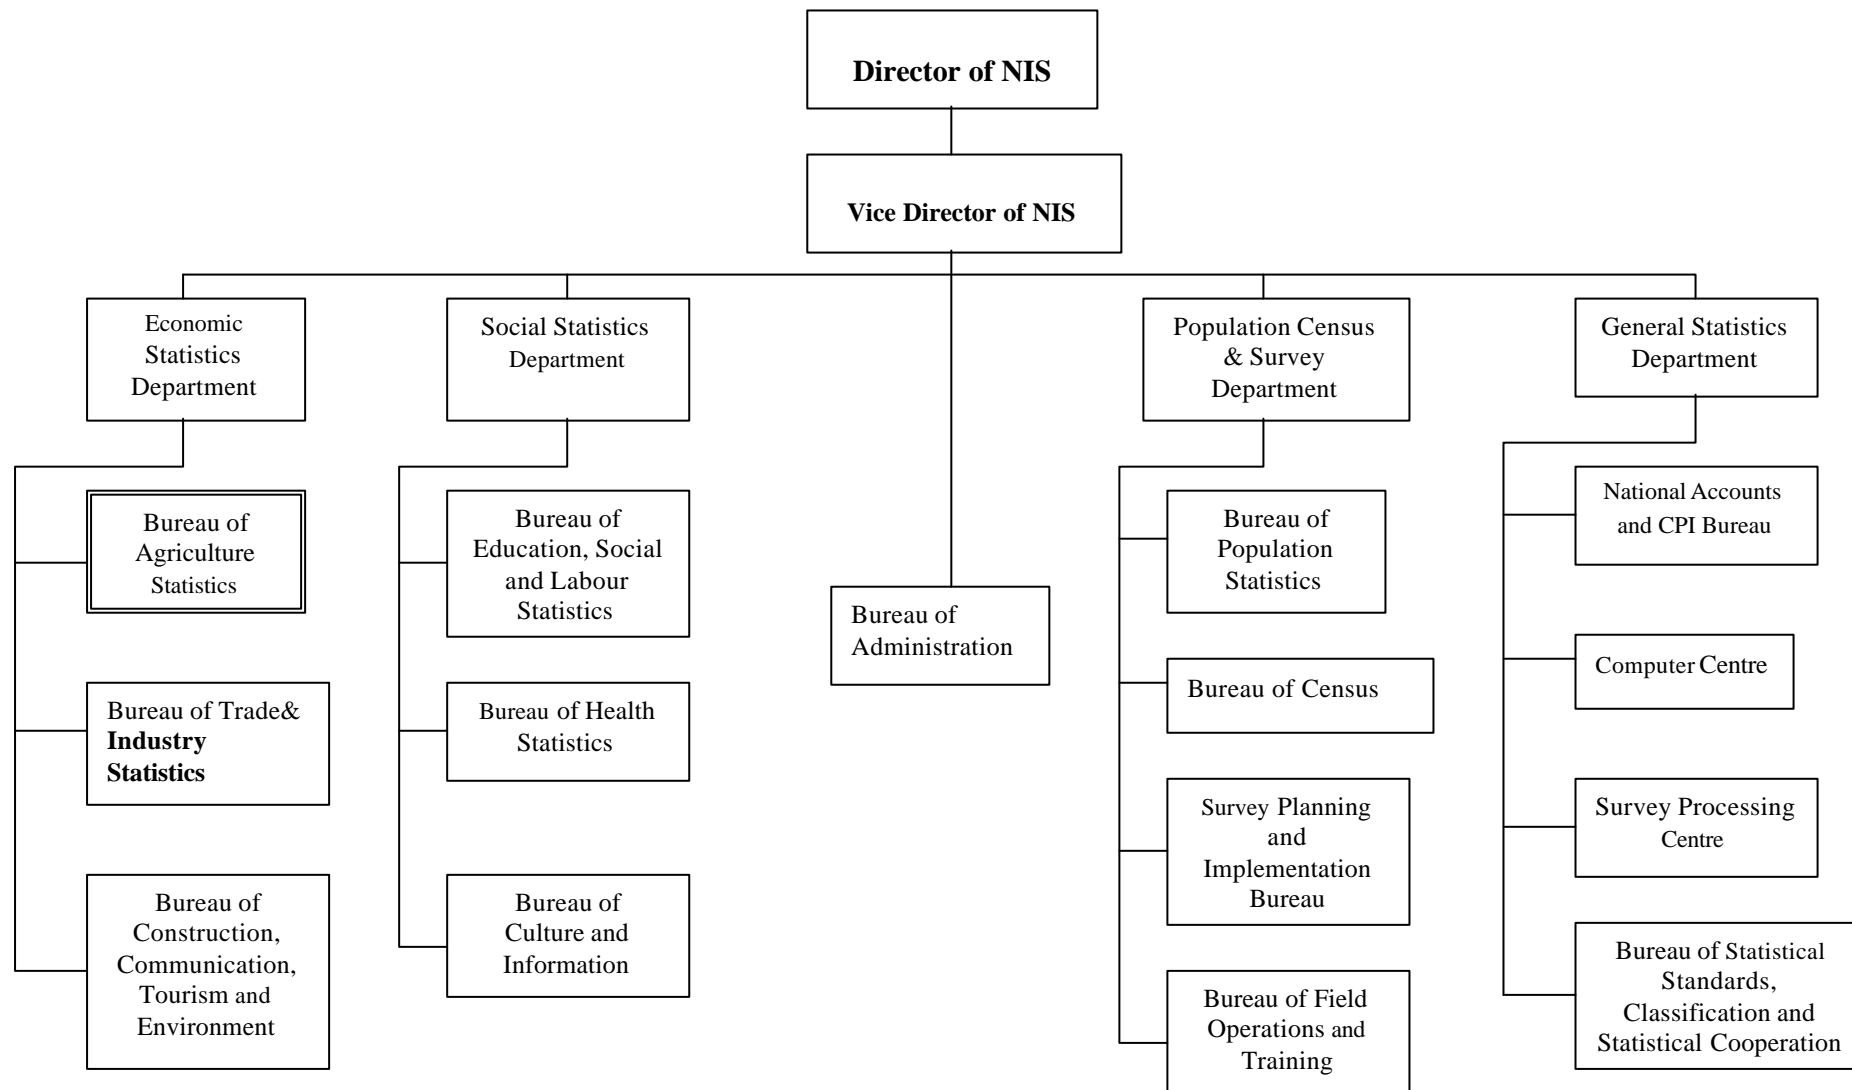 Director of NIS
Vice Director of NIS
Economic
Statistics
Department
Social Statistics
Department
Population Census
& Survey
Department
General Statistics
Department
Bureau of
Agriculture
Statistics
Bureau of Trade&
Industry
Statistics
Bureau of
Construction,
Communication,
Tourism and
Environment
Bureau of
Education, Social
and Labour
Statistics
Bureau of Health
Statistics
Bureau of
Culture and
Information
Bureau of
Administration
Bureau of
Population
Statistics
Bureau of Census
Survey Planning
and
Implementation
Bureau
Bureau of Field
Operations and
Training
National Accounts
and CPI Bureau
Computer Centre
Survey Processing
Centre
Bureau of Statistical
Standards,
Classification and
Statistical Cooperation